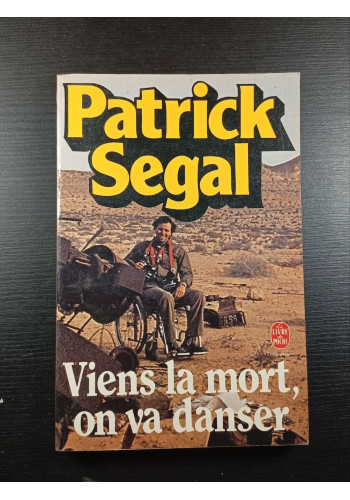 Patrick
Segal
LE LIVRE
DE POCHE
Viens la mort,
on va danser